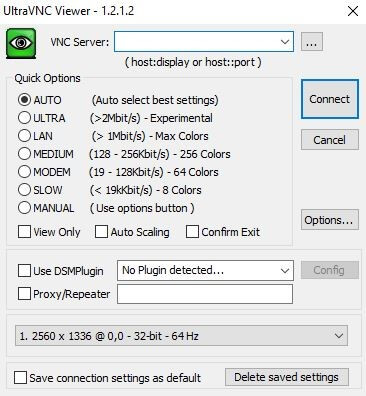 UltraVNC Viewer - 1.2.1.2
VNC Server:
...
( host:display or host::port )
Quick Options
AUTO (Auto select best settings)
ULTRA (>2Mbit/s) - Experimental
LAN (> 1Mbit/s) - Max Colors
MEDIUM (128 - 256Kbit/s) - 256 Colors
MODEM (19 - 128Kbit/s) - 64 Colors
SLOW (< 19kKbit/s) - 8 Colors
MANUAL ( Use options button )
View Only Auto Scaling Confirm Exit
Connect
Cancel
Options...
Use DSMPlugin No Plugin detected... Config
Proxy/Repeater
1. 2560 x 1336 @ 0,0 - 32-bit - 64 Hz
Save connection settings as default Delete saved settings